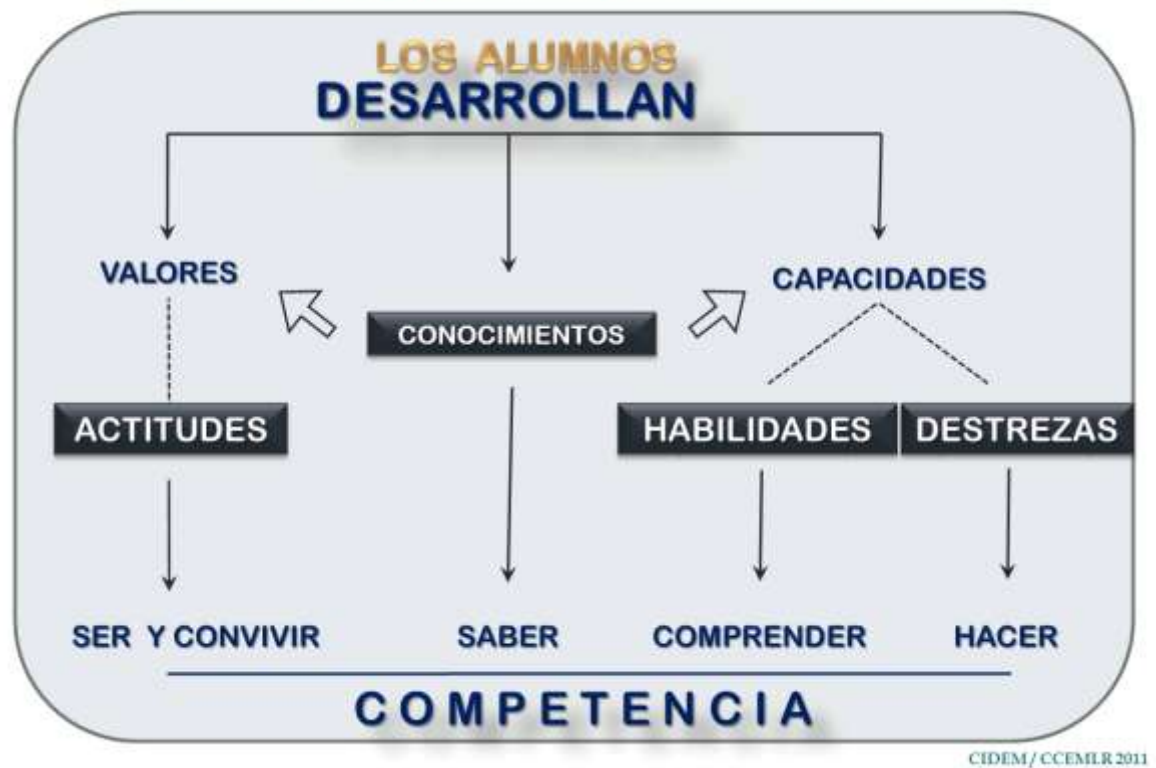 LOS ALUMNOS
DESARROLLAN
VALORES
CAPACIDADES
CONOCIMIENTOS
ACTITUDES
HABILIDADES
DESTREZAS
SER Y CONVIVIR
SABER
COMPRENDER
HACER
COMPETENCIA
CIDEM / CCEMLR 2011